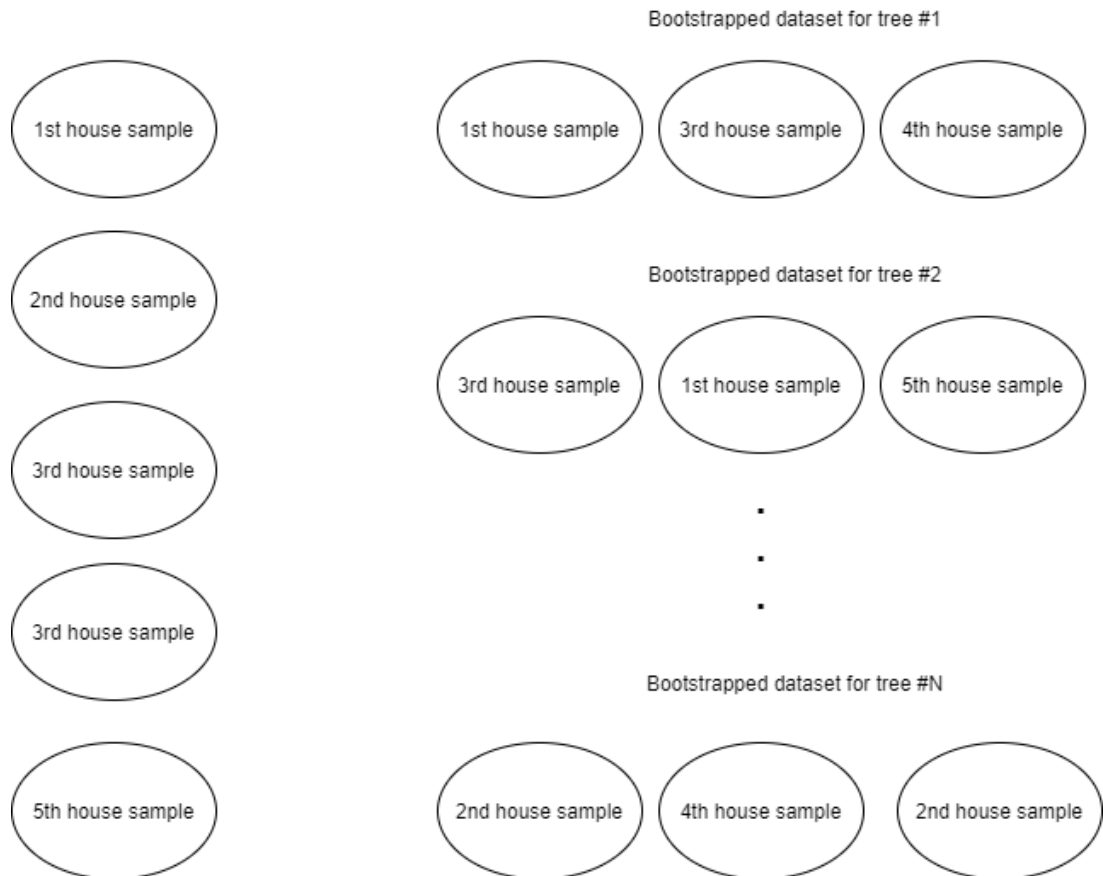 Bootstrapped dataset for tree #1
1st house sample
1st house sample
3rd house sample
4th house sample
2nd house sample
Bootstrapped dataset for tree #2
3rd house sample
1st house sample
5th house sample
3rd house sample
3rd house sample
Bootstrapped dataset for tree #N
5th house sample
2nd house sample
4th house sample
2nd house sample